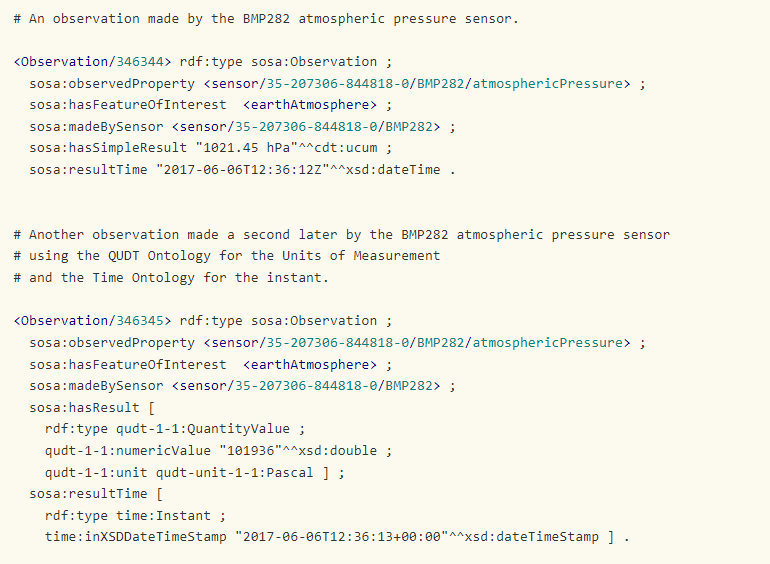 # An observation made by the BMP282 atmospheric pressure sensor.
<Observation/346344> rdf:type sosa:Observation ;
sosa:observedProperty <sensor/35-207306-844818-0/BMP282/atmosphericPressure> ;
sosa:hasFeatureOfInterest  <earthAtmosphere> ;
sosa:madeBySensor <sensor/35-207306-844818-0/BMP282> ;
sosa:hasSimpleResult "1021.45 hPa"^^cdt:ucum ;
sosa:resultTime "2017-06-06T12:36:12Z"^^xsd:dateTime .
# Another observation made a second later by the BMP282 atmospheric pressure sensor
# using the QUDT Ontology for the Units of Measurement
# and the Time Ontology for the instant.
<Observation/346345> rdf:type sosa:Observation ;
sosa:observedProperty <sensor/35-207306-844818-0/BMP282/atmosphericPressure> ;
sosa:hasFeatureOfInterest  <earthAtmosphere> ;
sosa:madeBySensor <sensor/35-207306-844818-0/BMP282> ;
sosa:hasResult [
rdf:type qudt-1-1:QuantityValue ;
qudt-1-1:numericValue "101936"^^xsd:double ;
qudt-1-1:unit qudt-unit-1-1:Pascal ] ;
sosa:resultTime [
rdf:type time:Instant ;
time:inXSDDateTimeStamp "2017-06-06T12:36:13+00:00"^^xsd:dateTimeStamp ] .